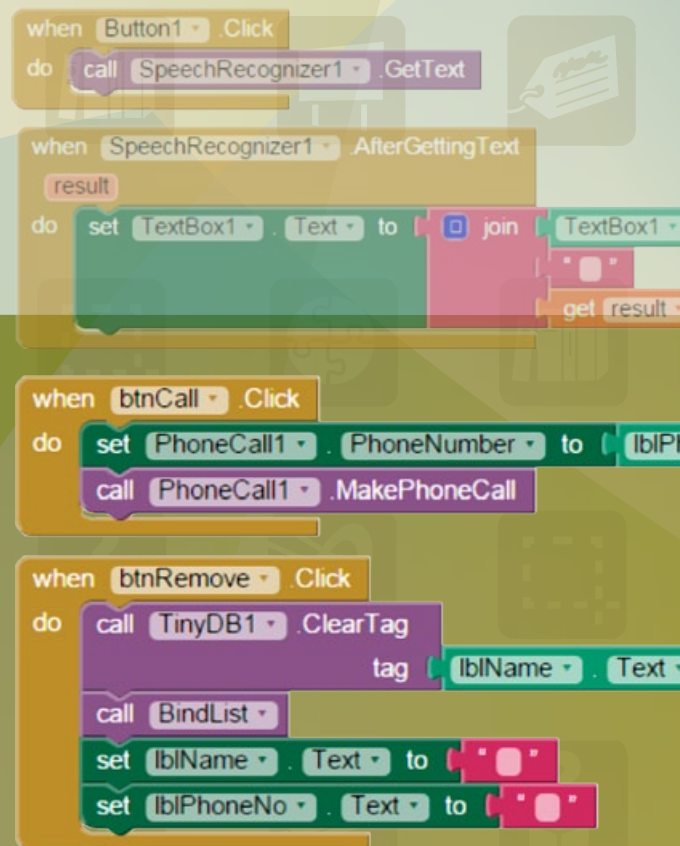 when Button1 .Click
do call SpeechRecognizer1 .GetText
when SpeechRecognizer1 .AfterGettingText
result
do set TextBox1 . Text to join TextBox1
" "
get result
when btnCall .Click
do set PhoneCall1 . PhoneNumber to
call PhoneCall1 .MakePhoneCall
when btnRemove .Click
do call TinyDB1 .ClearTag
tag lblName . Text
call BindList
set lblName . Text to " "
set lblPhoneNo . Text to " "